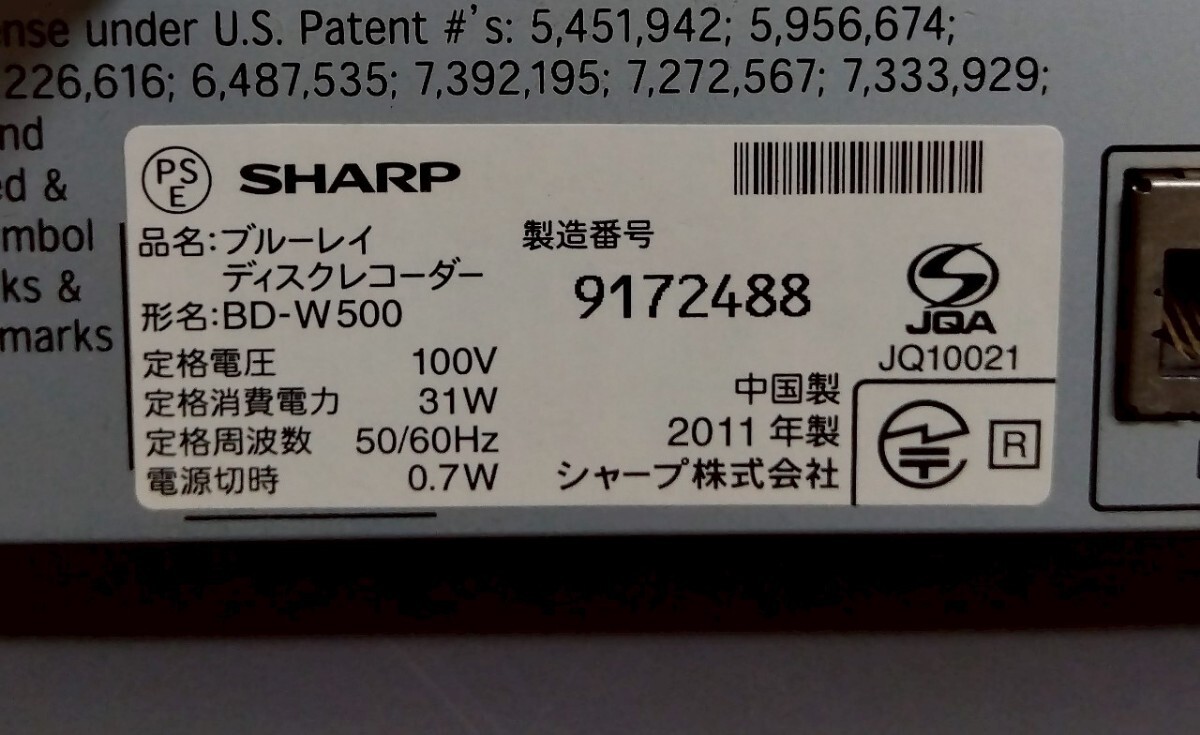 ense under U.S. Patent #'s: 5,451,942; 5,956,674;
,226,616; 6,487,535; 7,392,195; 7,272,567; 7,333,929;
nd
ed &
mbol
ks &
marks
PS
E
SHARP
品名:ブルーレイ
ディスクレコーダー
形名:BD-W500
定格電圧 100V
定格消費電力 31W
定格周波数 50/60Hz
電源切時 0.7W
製造番号
9172488
中国製
2011 年製
シャープ株式会社
JQA
JQ10021
R